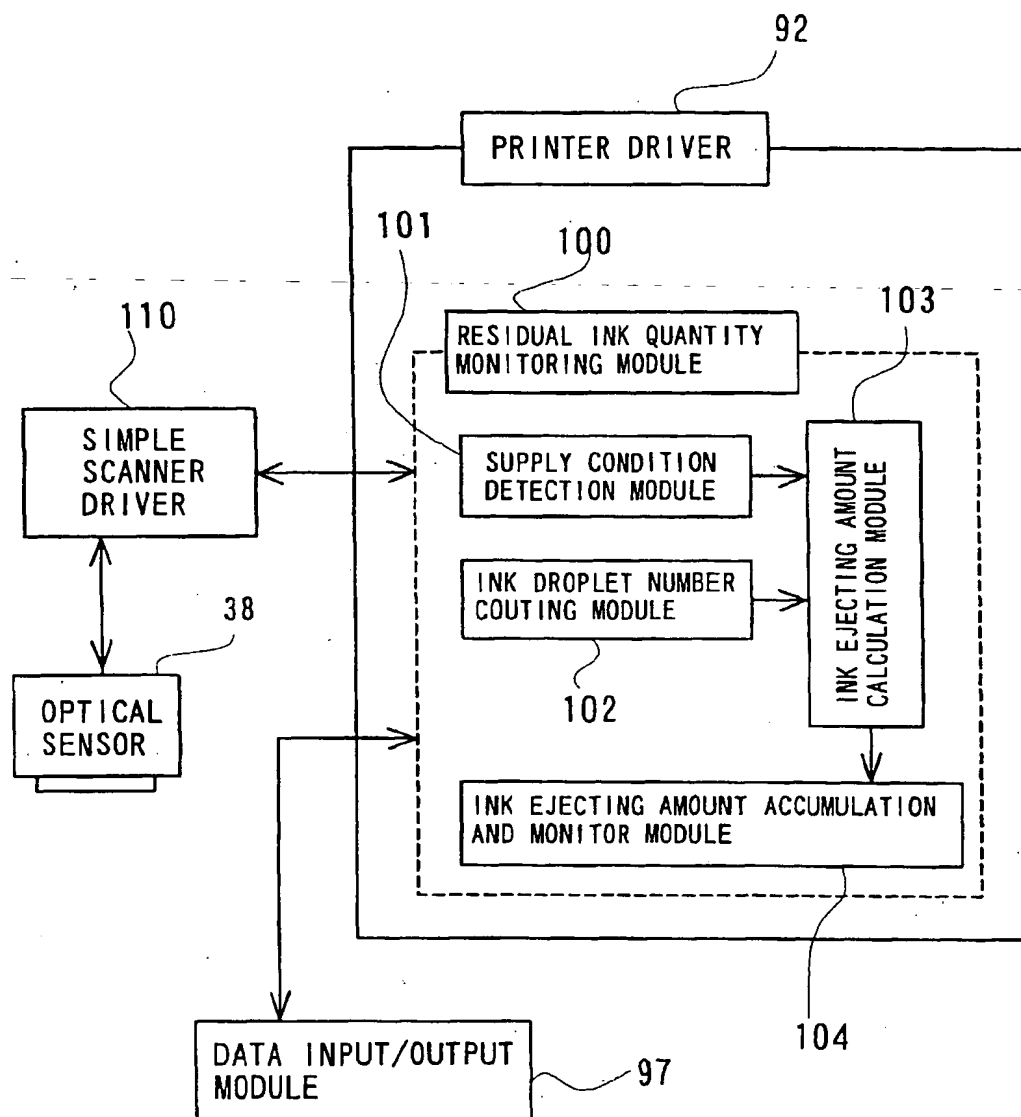 92
PRINTER DRIVER
101
100
110
103
RESIDUAL INK QUANTITY
MONITORING MODULE
SIMPLE
SCANNER
DRIVER
SUPPLY CONDITION
DETECTION MODULE
INK EJECTING AMOUNT
CALCULATION MODULE
INK DROPLET NUMBER
COUTING MODULE
38
102
OPTICAL
SENSOR
INK EJECTING AMOUNT ACCUMULATION
AND MONITOR MODULE
104
DATA INPUT/OUTPUT
MODULE
97